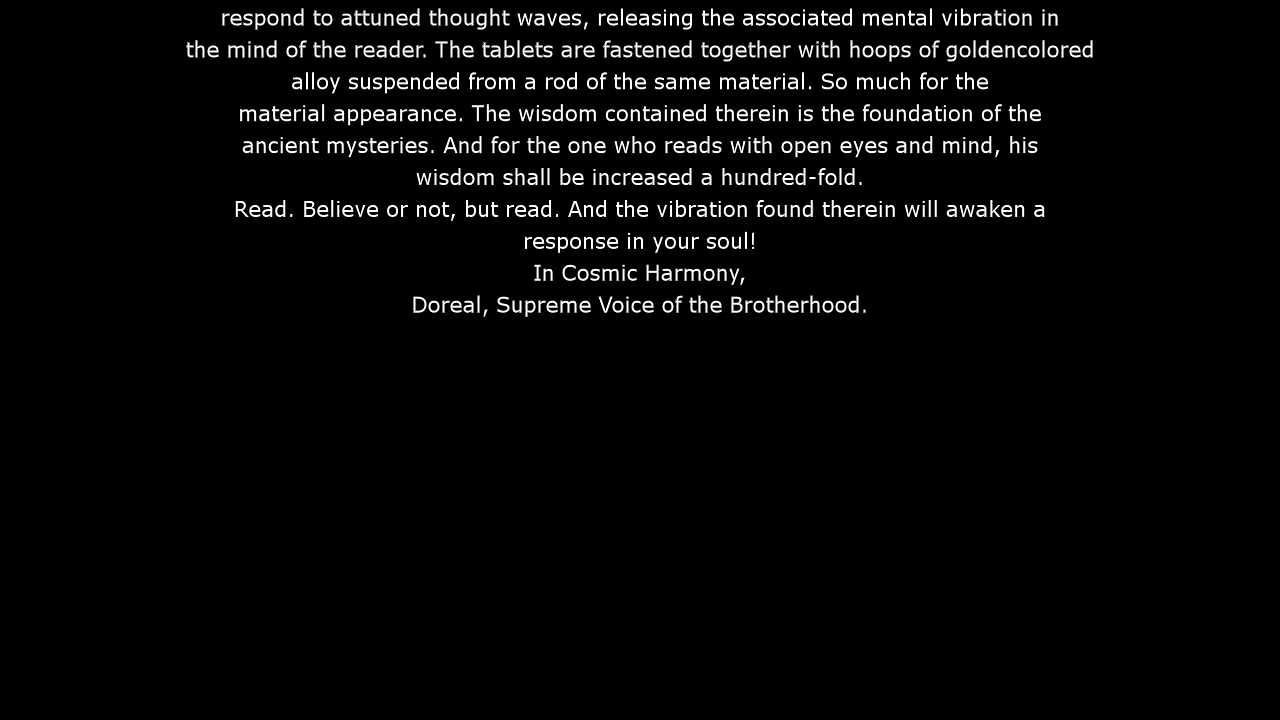 respond to attuned thought waves, releasing the associated mental vibration in
the mind of the reader. The tablets are fastened together with hoops of goldencolored
alloy suspended from a rod of the same material. So much for the
material appearance. The wisdom contained therein is the foundation of the
ancient mysteries. And for the one who reads with open eyes and mind, his
wisdom shall be increased a hundred-fold.
Read. Believe or not, but read. And the vibration found therein will awaken a
response in your soul!
In Cosmic Harmony,
Doreal, Supreme Voice of the Brotherhood.